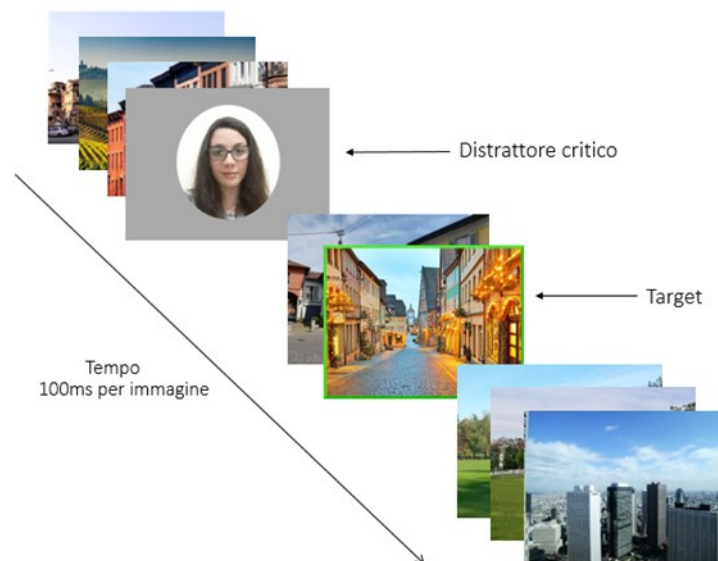 Distrattore critico
Target
Tempo
100ms per immagine